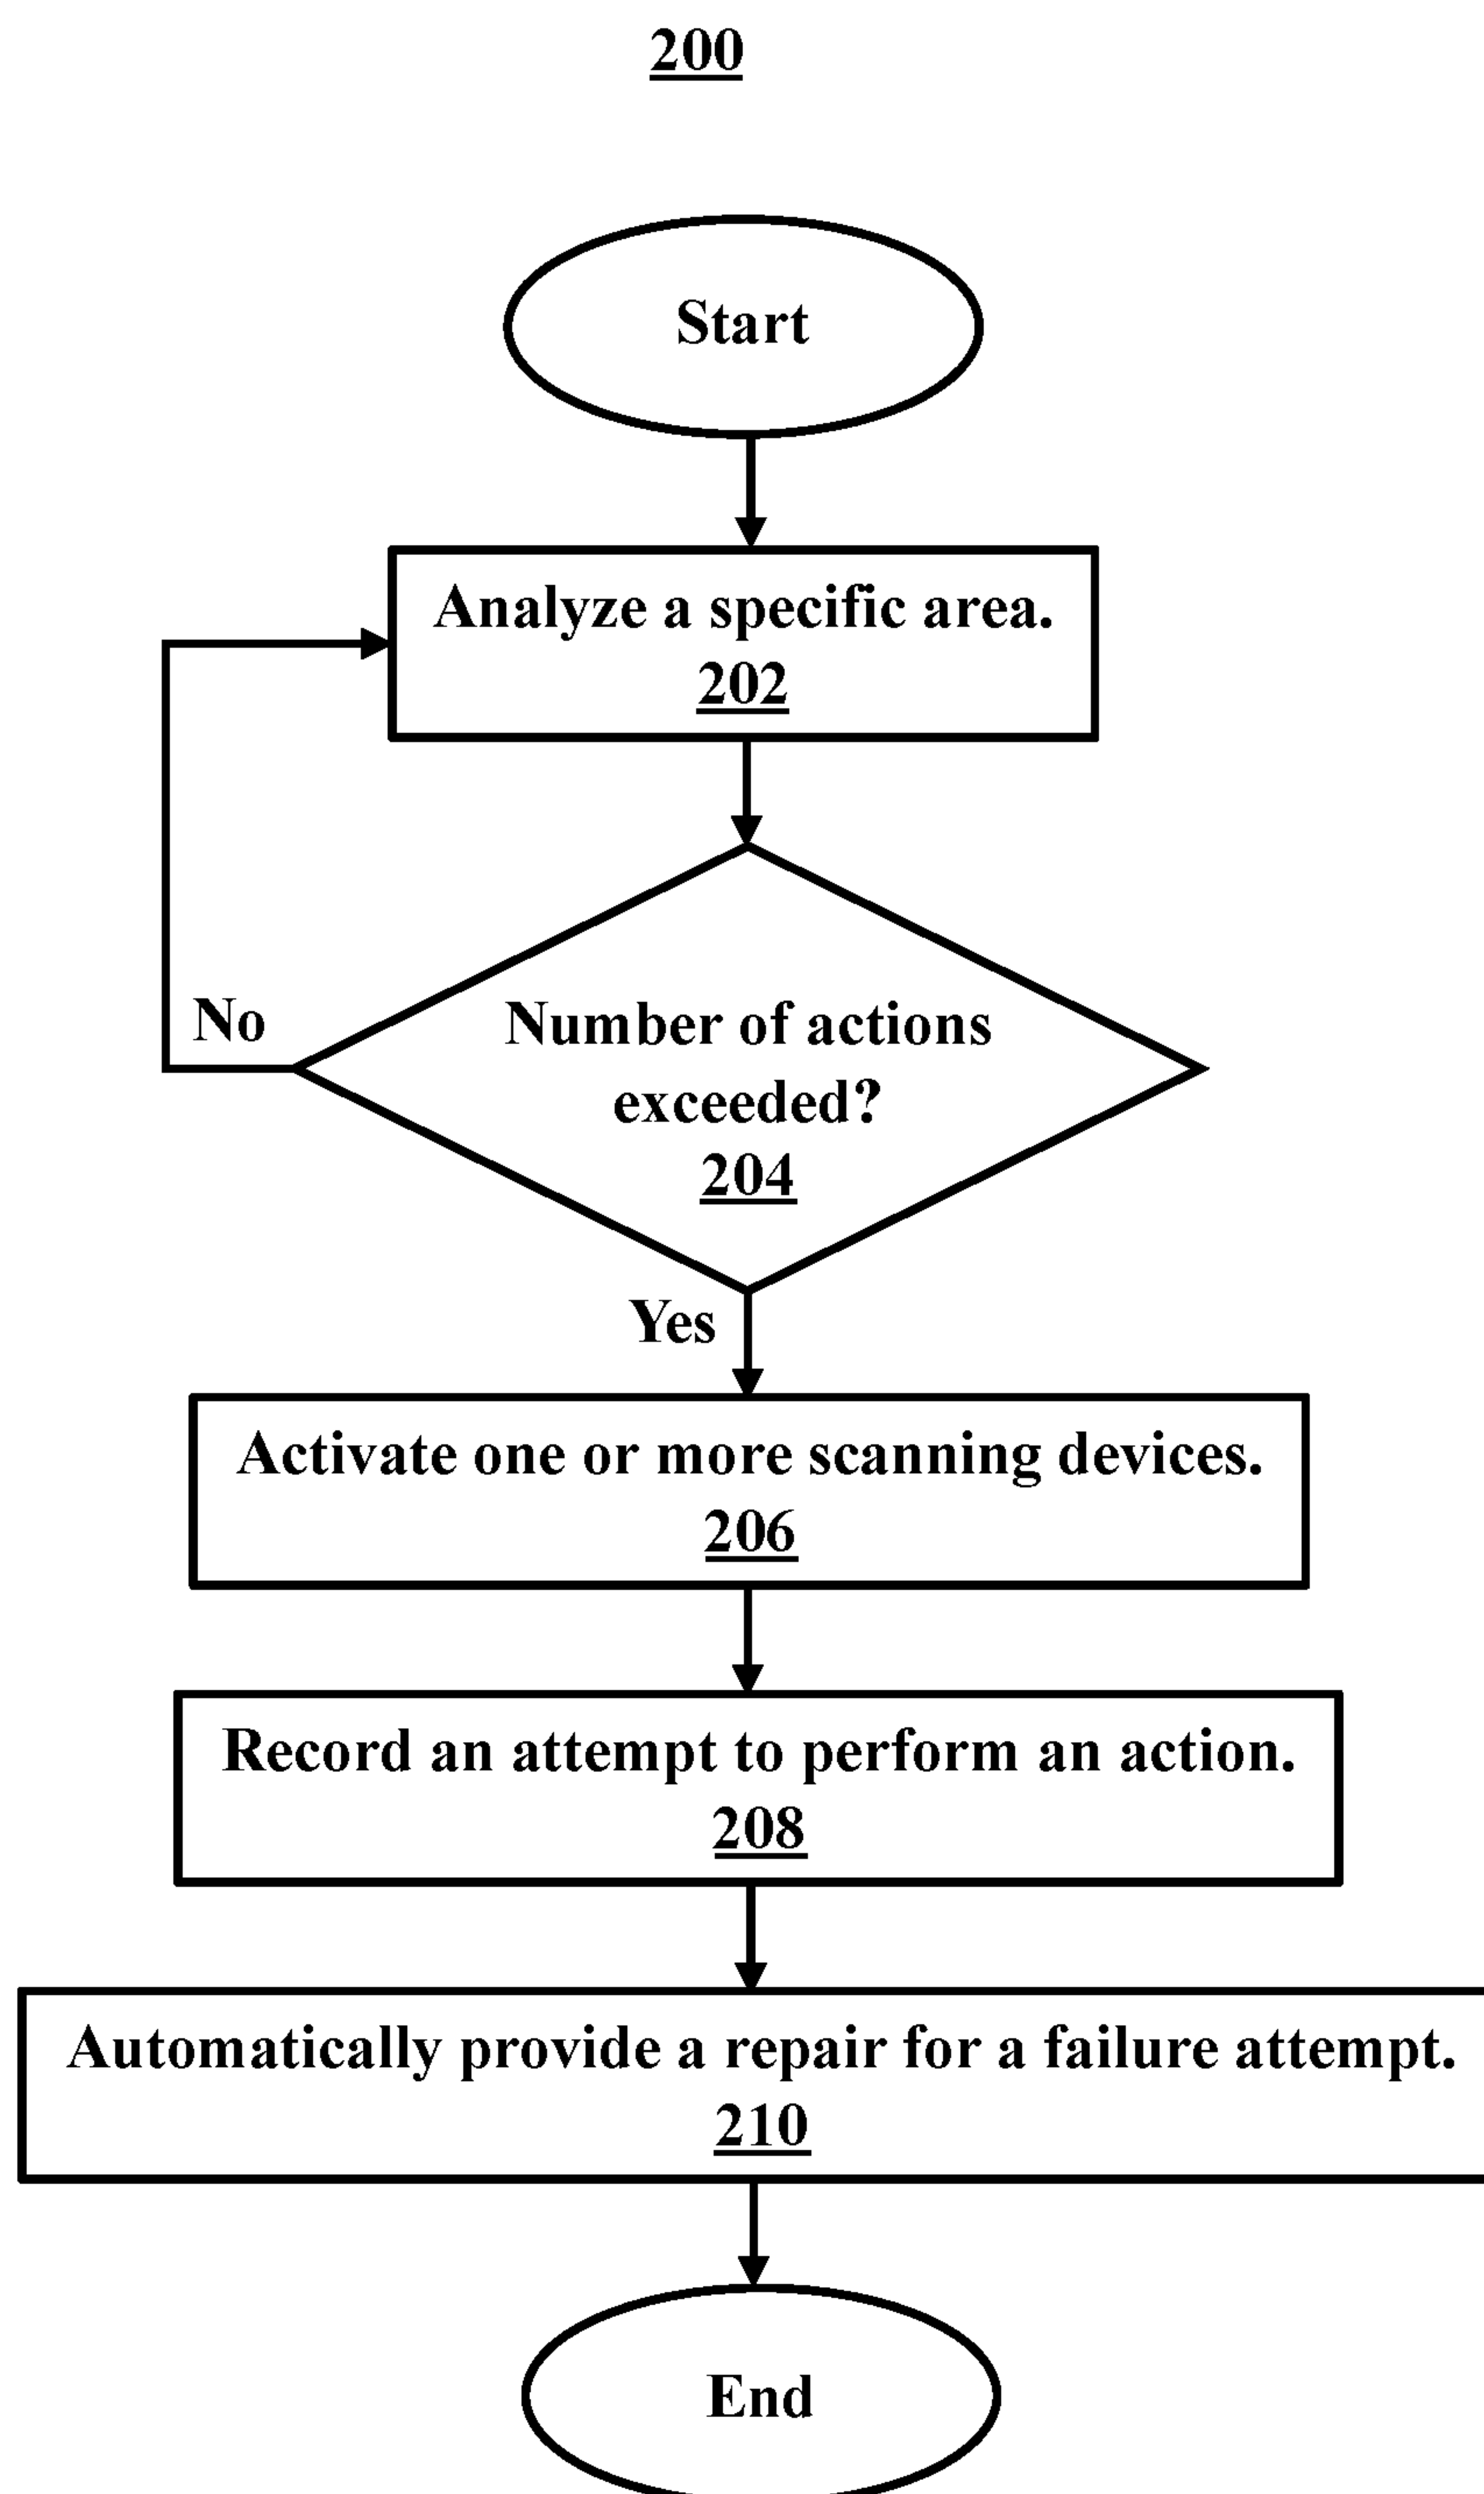 200
Start
Analyze a specific area.
202
No
Number of actions
exceeded?
204
Yes
Activate one or more scanning devices.
206
Record an attempt to perform an action.
208
Automatically provide a repair for a failure attempt.
210
End